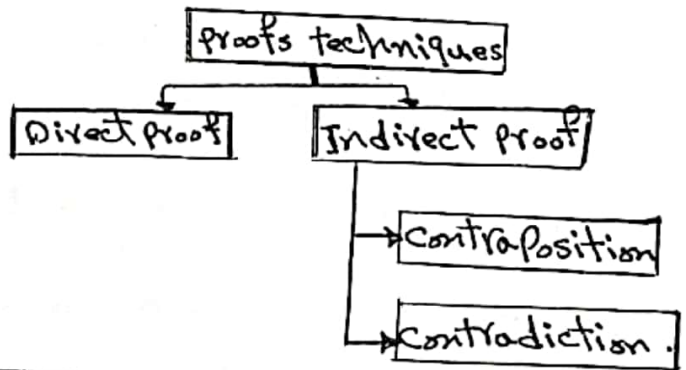 Proofs techniques
Direct proof
Indirect proof
Contraposition
Contradiction.